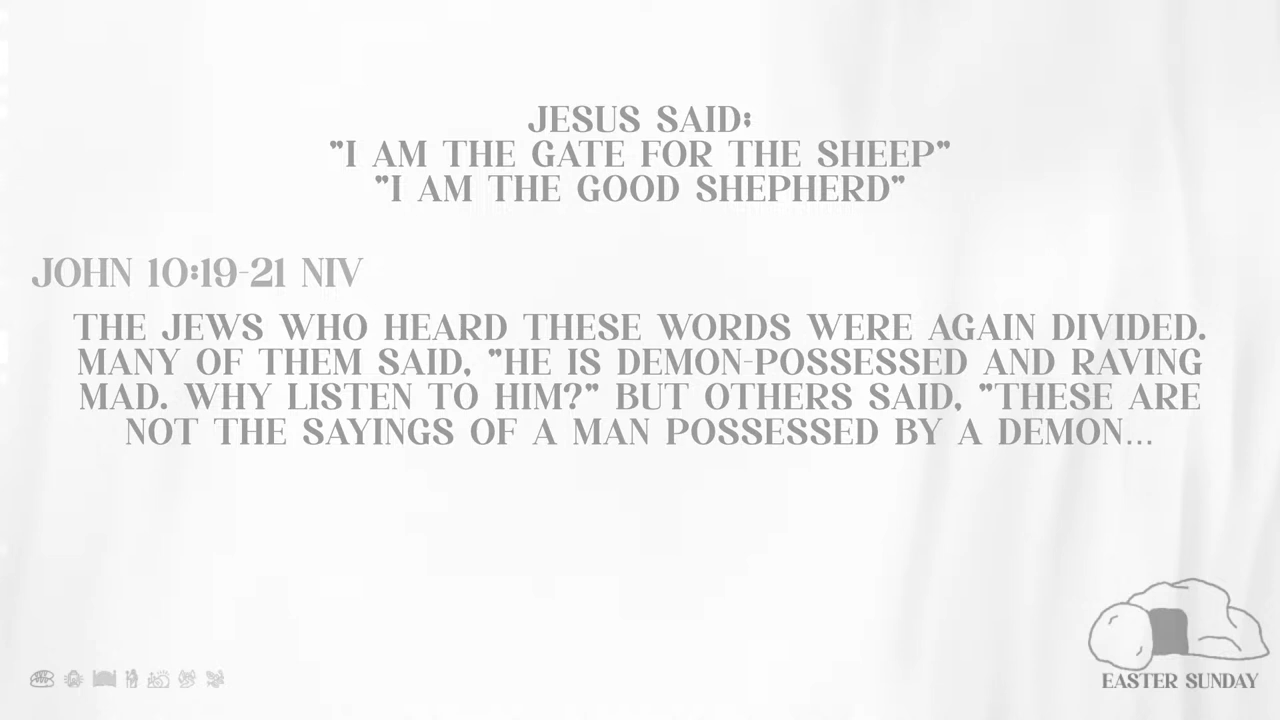 JESUS SAID:
"I AM THE GATE FOR THE SHEEP"
"I AM THE GOOD SHEPHERD"
JOHN 10:19-21 NIV
THE JEWS WHO HEARD THESE WORDS WERE AGAIN DIVIDED.
MANY OF THEM SAID, "HE IS DEMON-POSSESSED AND RAVING
MAD. WHY LISTEN TO HIM?" BUT OTHERS SAID, "THESE ARE
NOT THE SAYINGS OF A MAN POSSESSED BY A DEMON...
EASTER SUNDAY